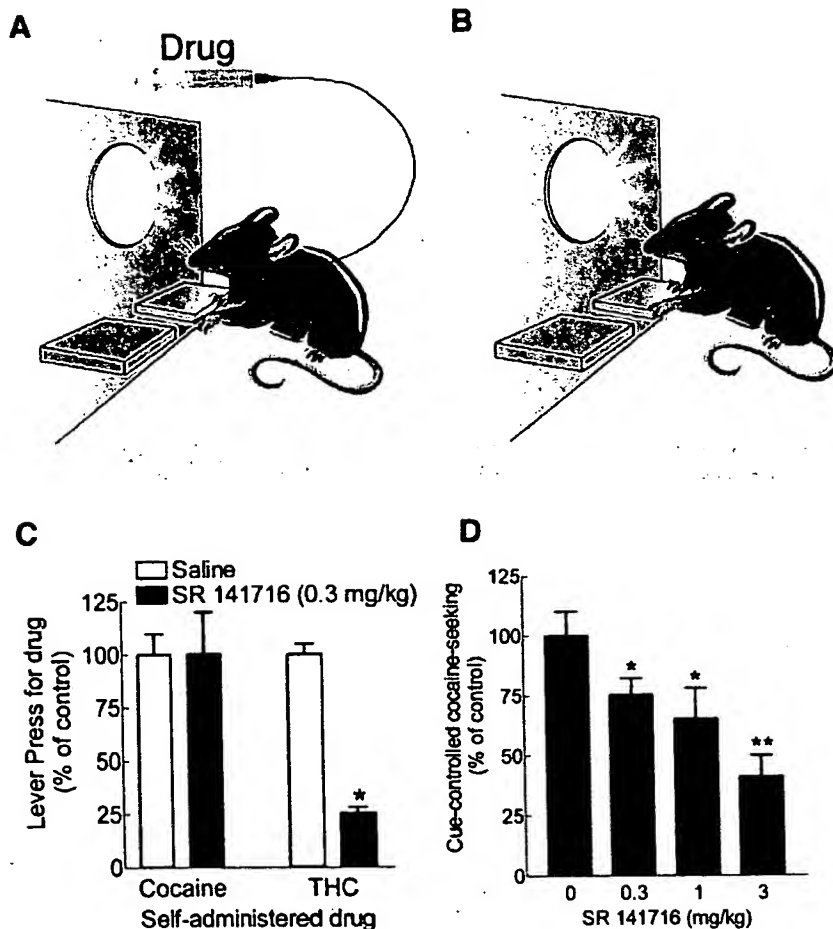 A
Drug
B
C
Saline
SR 141716 (0.3 mg/kg)
Lever Press for drug
(% of control)
125
100
75
50
25
0
*
Cocaine THC
Self-administered drug
D
Cue-controlled cocaine-seeking
(% of control)
125
100
75
50
25
0
* * **
0 0.3 1 3
SR 141716 (mg/kg)